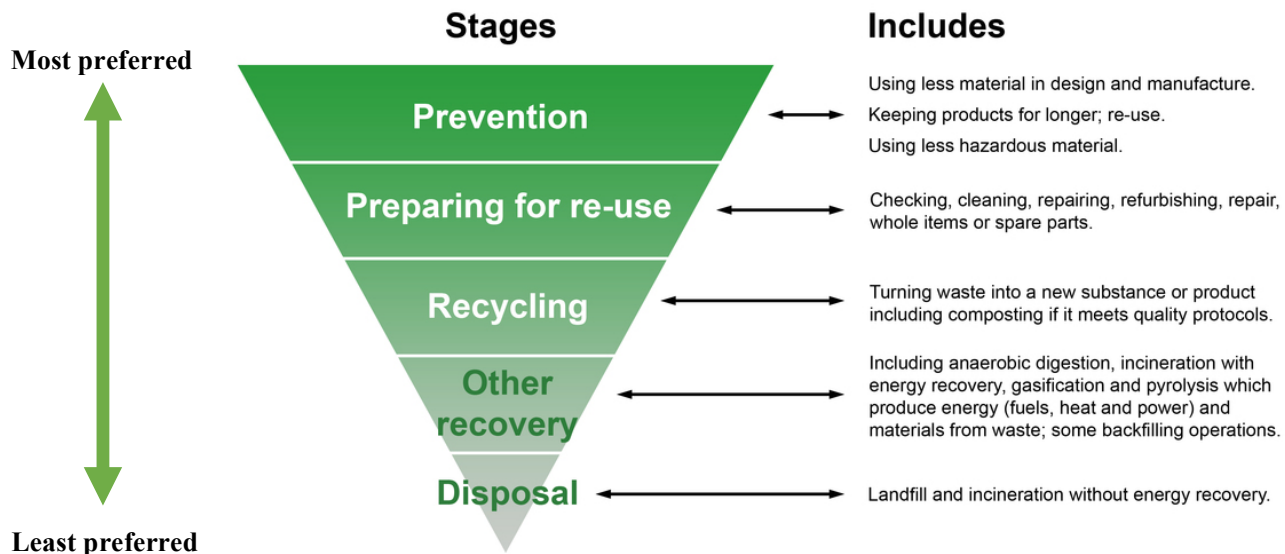 Stages
Includes
Most preferred
Prevention
Using less material in design and manufacture.
Keeping products for longer; re-use.
Using less hazardous material.
Preparing for re-use
Checking, cleaning, repairing, refurbishing, repair,
whole items or spare parts.
Recycling
Turning waste into a new substance or product
including composting if it meets quality protocols.
Other
recovery
Including anaerobic digestion, incineration with
energy recovery, gasification and pyrolysis which
produce energy (fuels, heat and power) and
materials from waste; some backfilling operations.
Disposal
Landfill and incineration without energy recovery.
Least preferred